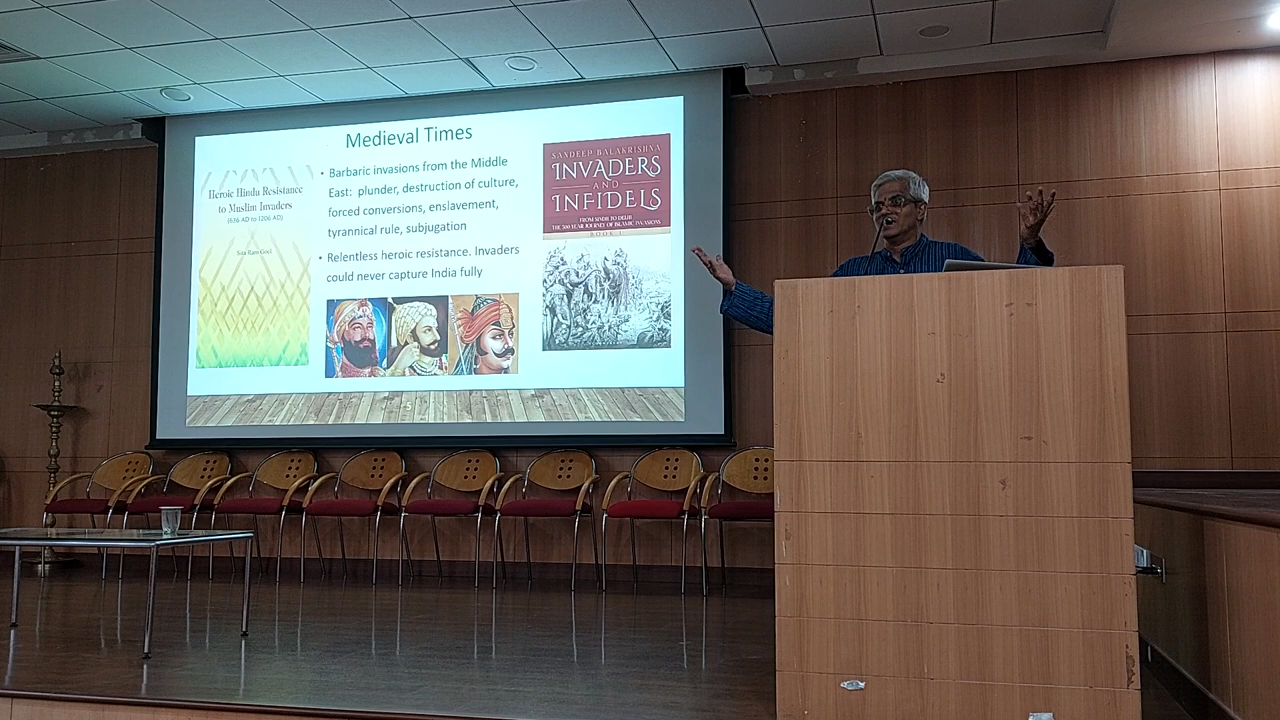 Medieval Times
Heroic Hindu Resistance
to Muslim Invaders
(636 AD to 1206 AD)
Sita Ram Goel
• Barbaric invasions from the Middle
East: plunder, destruction of culture,
forced conversions, enslavement,
tyrannical rule, subjugation
• Relentless heroic resistance. Invaders
could never capture India fully
SANDEEP BALAKRISHNA
INVADERS
AND
INFIDELS
FROM SINDH TO DELHI
THE 500 YEAR JOURNEY OF ISLAMIC INVASIONS
BOOK 1